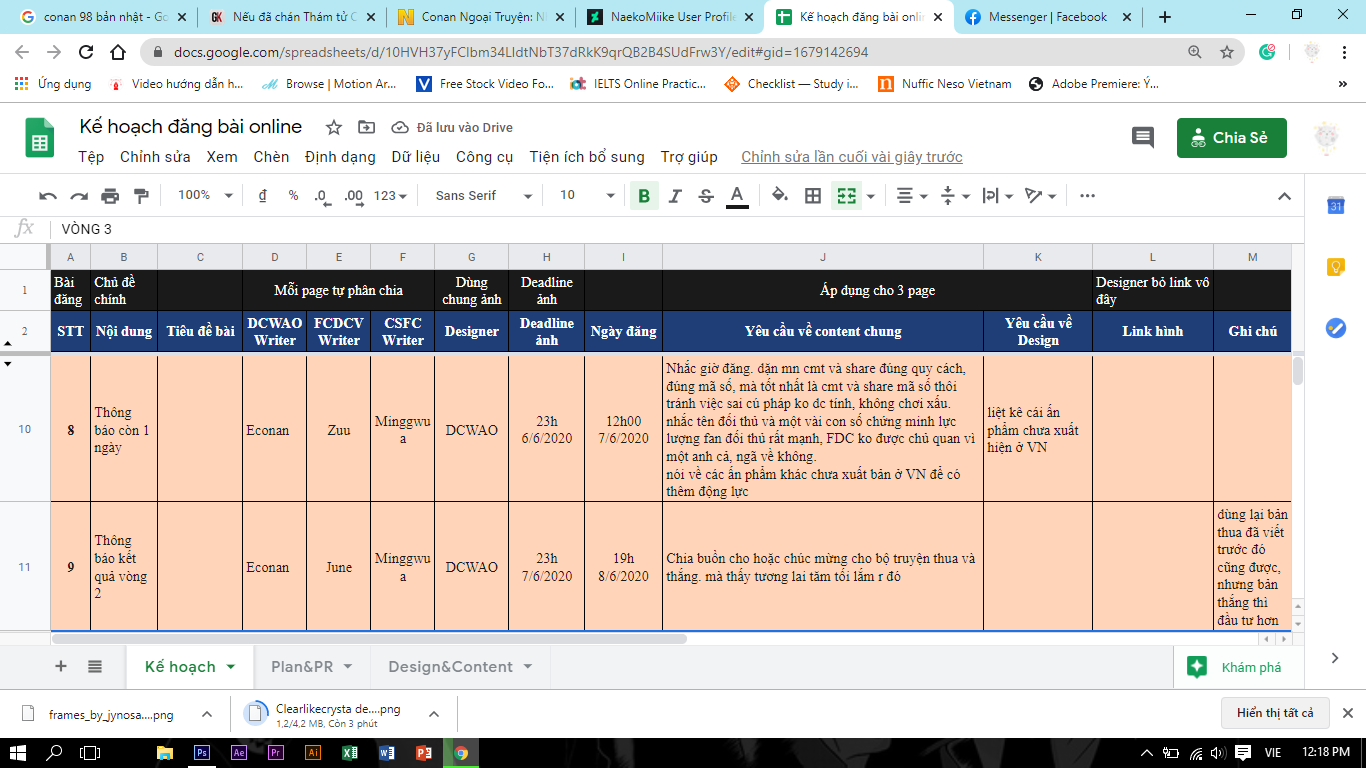 conan 98 bản nhật - Go
Nếu đã chán Thám tử C
Conan Ngoại Truyện: N
NaekoMiike User Profile
Kế hoạch đăng bài onlin
Messenger | Facebook
docs.google.com/spreadsheets/d/10HVH37yFClbm34LIdtNbT37dRkK9qrQB2B4SUdFrw3Y/edit#gid=1679142694
Ứng dụng
Video hướng dẫn h...
Browse | Motion Ar...
Free Stock Video Fo...
IELTS Online Practic...
Checklist — Study i...
Nuffic Neso Vietnam
Adobe Premiere: Ý...
»
Kế hoạch đăng bài online
Đã lưu vào Drive
Chia Sẻ
Tệp Chỉnh sửa Xem Chèn Định dạng Dữ liệu Công cụ Tiện ích bổ sung Trợ giúp Chỉnh sửa lần cuối vài giây trước
100% đ % .0 .00 123 Sans Serif 10 B I S A
31
fx VÒNG 3
A B C D E F G H I J K L M
1
Bài đăng
Chủ đề chính
Mỗi page tự phân chia
Dùng chung ảnh
Deadline ảnh
Áp dụng cho 3 page
Designer bỏ link vô đây
2
STT
Nội dung
Tiêu đề bài
DCWAO Writer
FCDCV Writer
CSFC Writer
Designer
Deadline ảnh
Ngày đăng
Yêu cầu về content chung
Yêu cầu về Design
Link hình
Ghi chú
10
8
Thông
báo còn 1
ngày
Econan
Zuu
Minggwu
a
DCWAO
23h
6/6/2020
12h00
7/6/2020
Nhắc giờ đăng. dặn mn cmt và share đúng quy cách,
đúng mã số, mà tốt nhất là cmt và share mã số thôi
tránh việc sai cú pháp ko dc tính, không chơi xấu.
nhắc tên đối thủ và một vài con số chứng minh lực
lượng fan đối thủ rất mạnh, FDC ko được chủ quan vì
một anh cả, ngã về không.
nói về các ấn phẩm khác chưa xuất bản ở VN để có
thêm động lực
liệt kê cái ấn
phẩm chưa xuất
hiện ở VN
11
9
Thông
báo kết
quả vòng
2
Econan
June
Minggwu
a
DCWAO
23h
7/6/2020
19h
8/6/2020
Chia buồn cho hoặc chúc mừng cho bộ truyện thua và
thắng. mà thấy tương lai tăm tối lắm r đó
dùng lại bản
thua đã viết
trước đó
cũng được,
nhưng bản
thắng thì
đầu tư hơn
Kế hoạch
Plan&PR
Design&Content
Khám phá
frames_by_jynosa....png
Clearlikecrysta de....png
1,2/4,2 MB, Còn 3 phút
Hiển thị tất cả
Ps Ae Pr Ai
VIE
12:18 PM